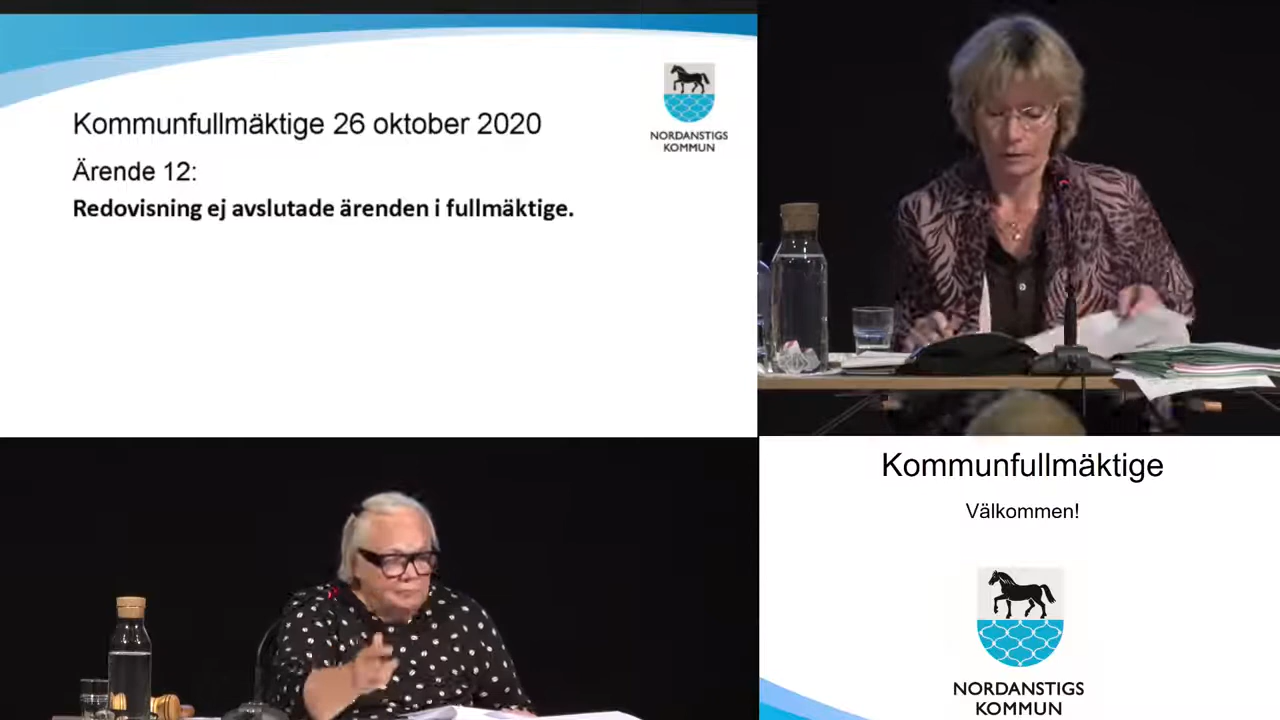 Kommunfullmäktige 26 oktober 2020
Ärende 12:
Redovisning ej avslutade ärenden i fullmäktige.
NORDANSTIGS
KOMMUN
Kommunfullmäktige
Välkommen!
NORDANSTIGS
KOMMUN